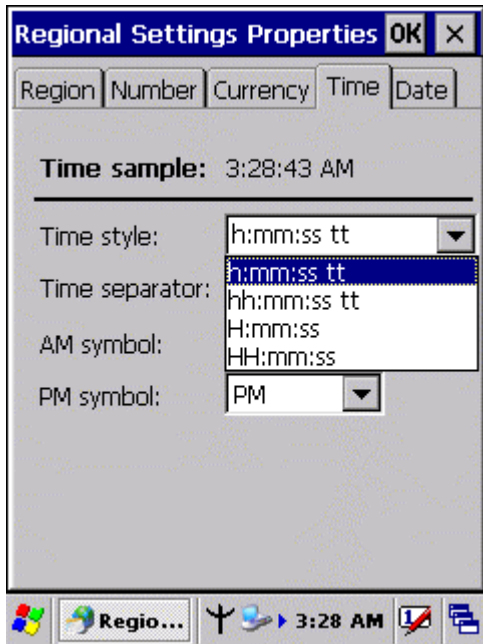 Regional Settings Properties OK ×
Region Number Currency Time Date
Time sample: 3:28:43 AM
Time style: h:mm:ss tt
h:mm:ss tt
Time separator:
hh:mm:ss tt
H:mm:ss
AM symbol:
HH:mm:ss
PM symbol: PM
Regio... 3:28 AM 1